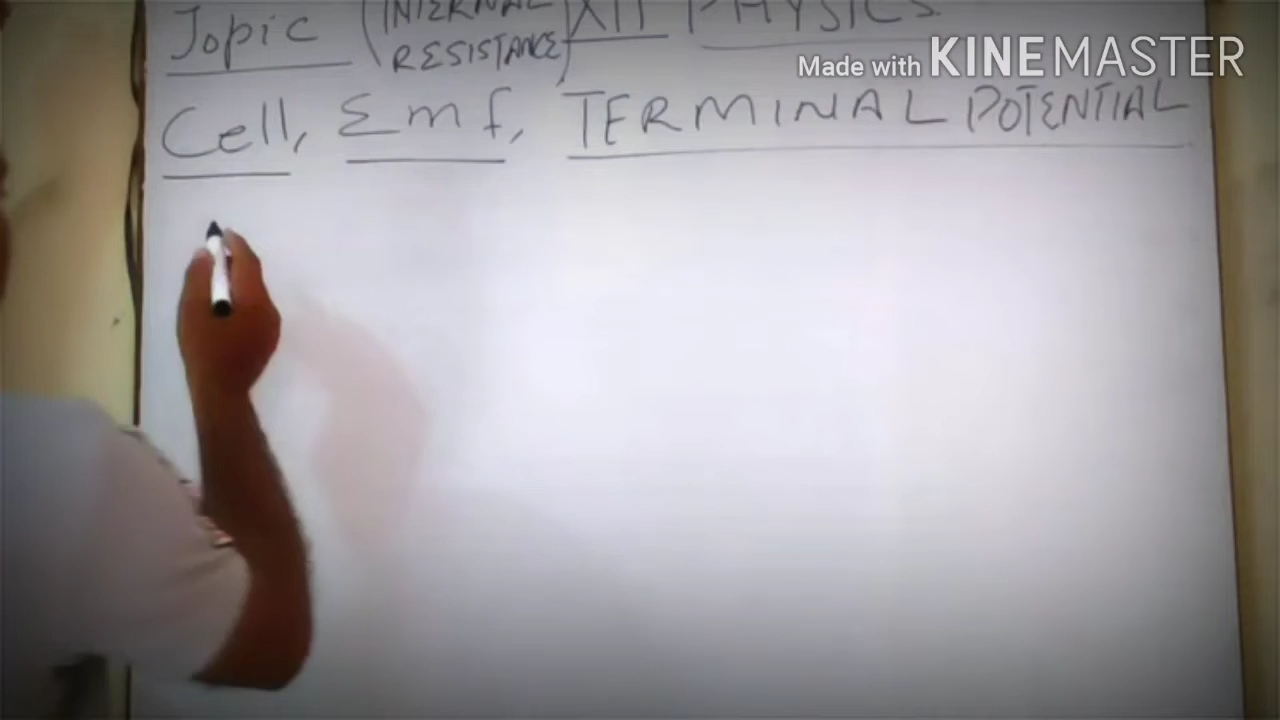 Topic (INTERNAL RESISTANCE) XII PHYSICS
Made with KINEMASTER
Cell, Emf, TERMINAL POTENTIAL